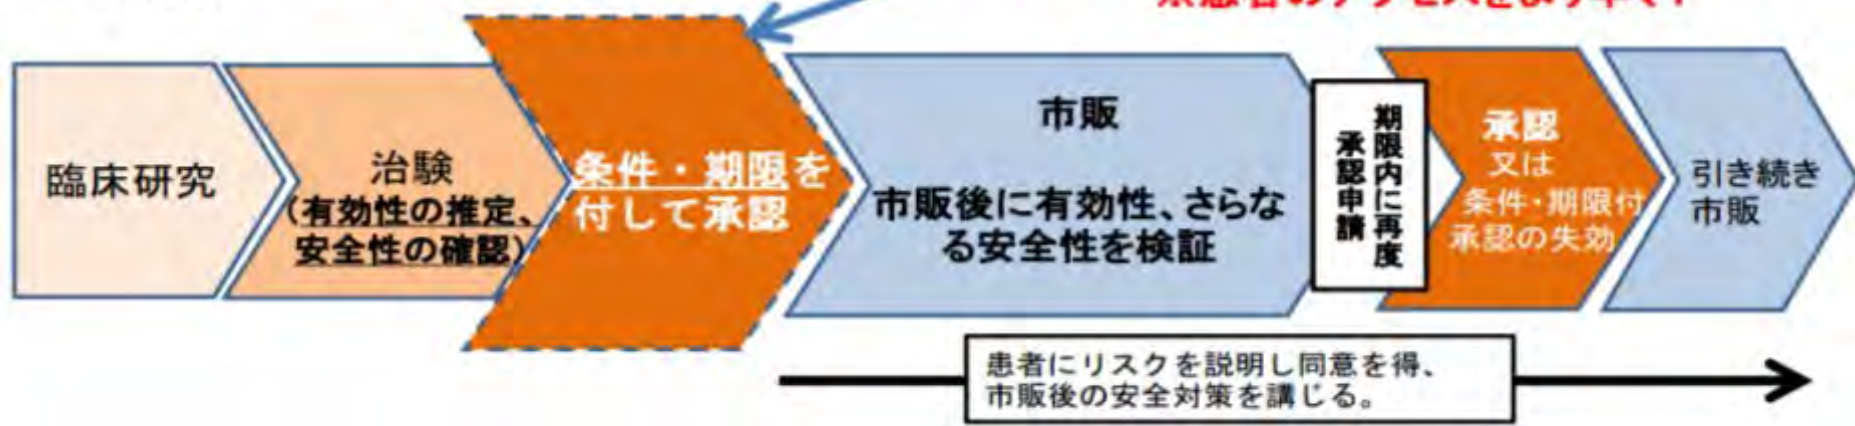 臨床研究
治験
(有効性の推定、
安全性の確認)
条件・期限を
付して承認
市販
市販後に有効性、さらな
る安全性を検証
期限内に再度
承認申請
承認
又は
条件・期限付
承認の失効
引き続き
市販
患者にリスクを説明し同意を得、
市販後の安全対策を講じる。